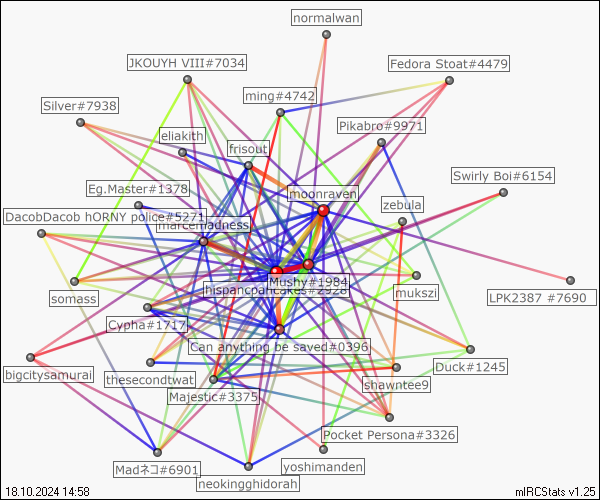 normalwan
JKOUYH VIII#7034
Fedora Stoat#4479
ming#4742
Silver#7938
Pikabro#9971
eliakith
frisout
Swirly Boi#6154
Eg.Master#1378
moonraven
zebula
DacobDacob hORNY police#5271
marcemadness
Mushy#1984
hispancpancakes#2928
mukszi
LPK2387 #7690
somass
Cypha#1717
Can anything be saved#0396
bigcitysamurai
thesecondtwat
Duck#1245
shawntee9
Majestic#3375
Pocket Persona#3326
Madネコ#6901
yoshimanden
neokingghidorah
18.10.2024 14:58
mIRCStats v1.25